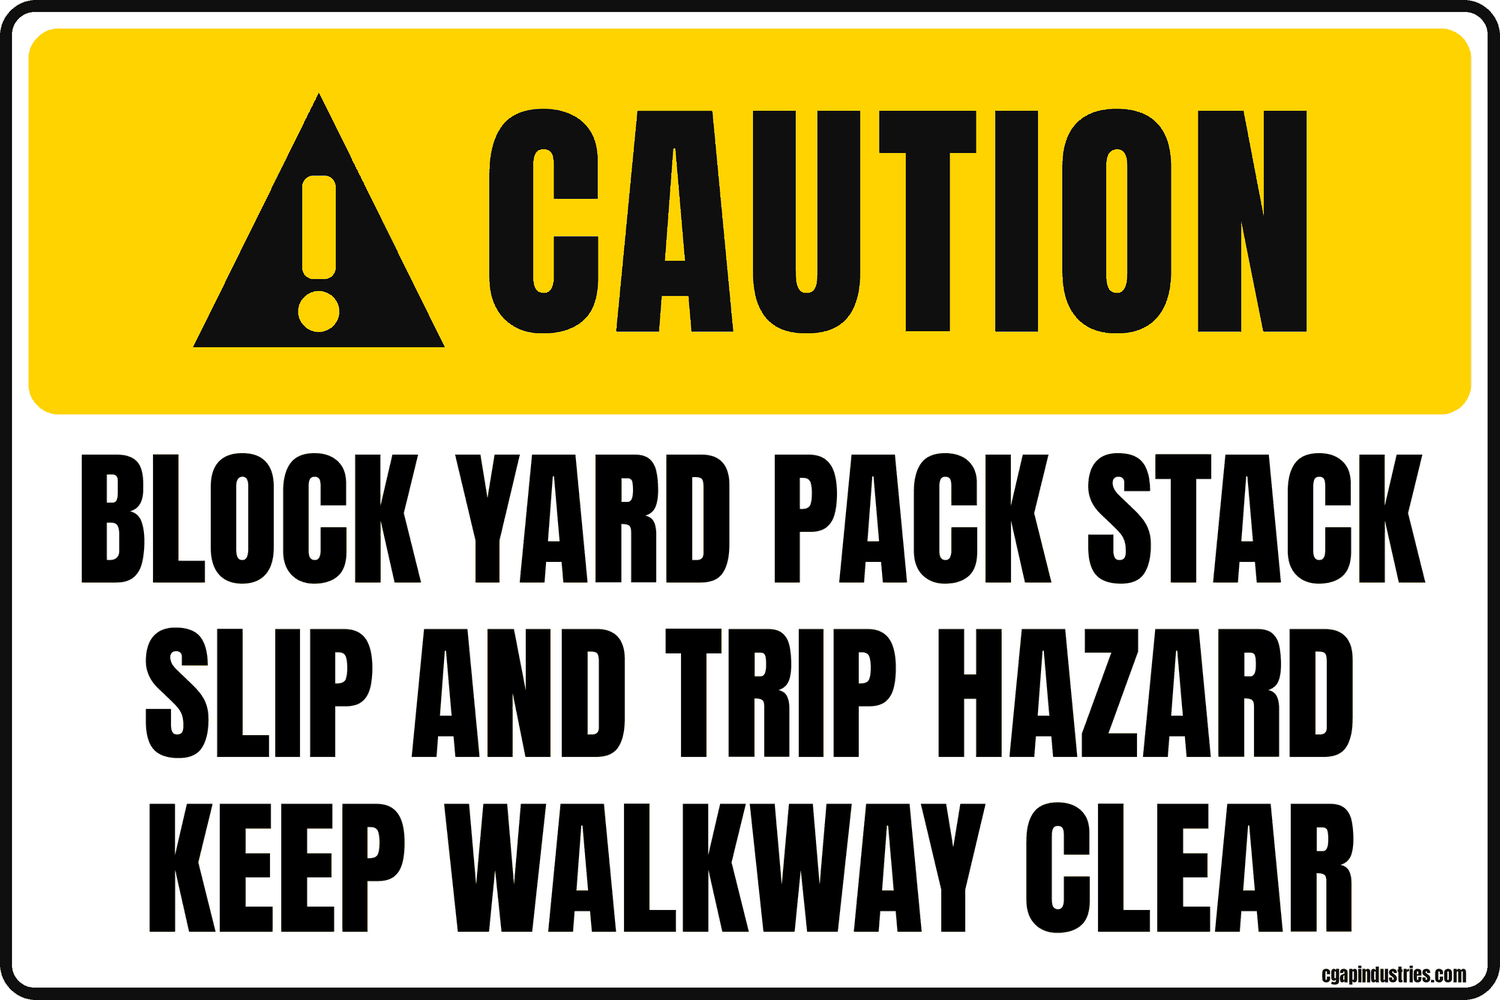 CAUTION
BLOCK YARD PACK STACK
SLIP AND TRIP HAZARD
KEEP WALKWAY CLEAR
cgapindustries.com